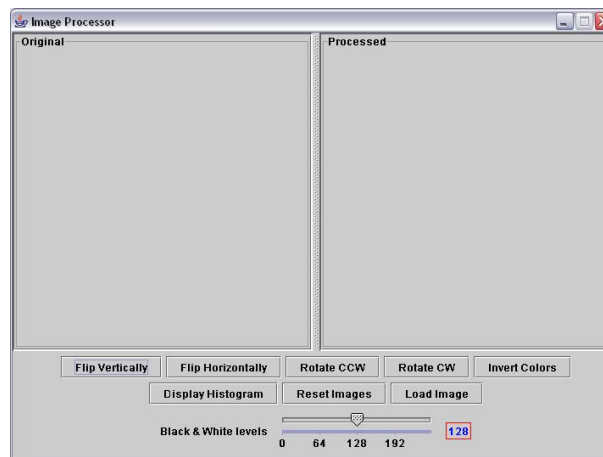 Image Processor
Original Processed
Flip Vertically Flip Horizontally Rotate CCW Rotate CW Invert Colors
Display Histogram Reset Images Load Image
Black & White levels 128
0 64 128 192